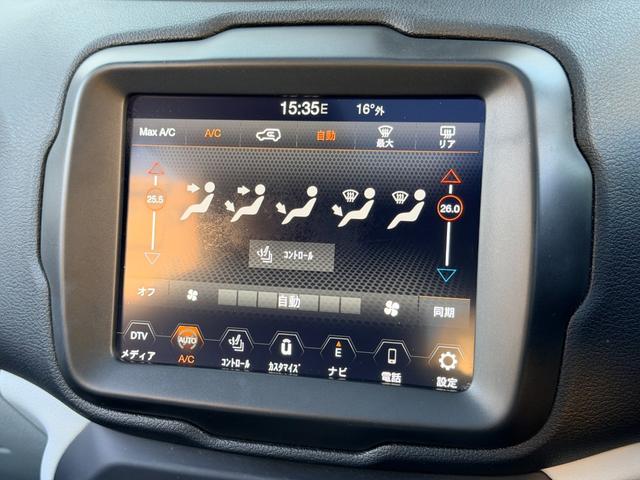 15:35 E 16°外
Max A/C A/C 自動 最大 リア
25.5 26.0
コントロール
オフ 自動 同期
DTV AUTO E
メディア A/C コントロール カスタマイズ ナビ 電話 設定